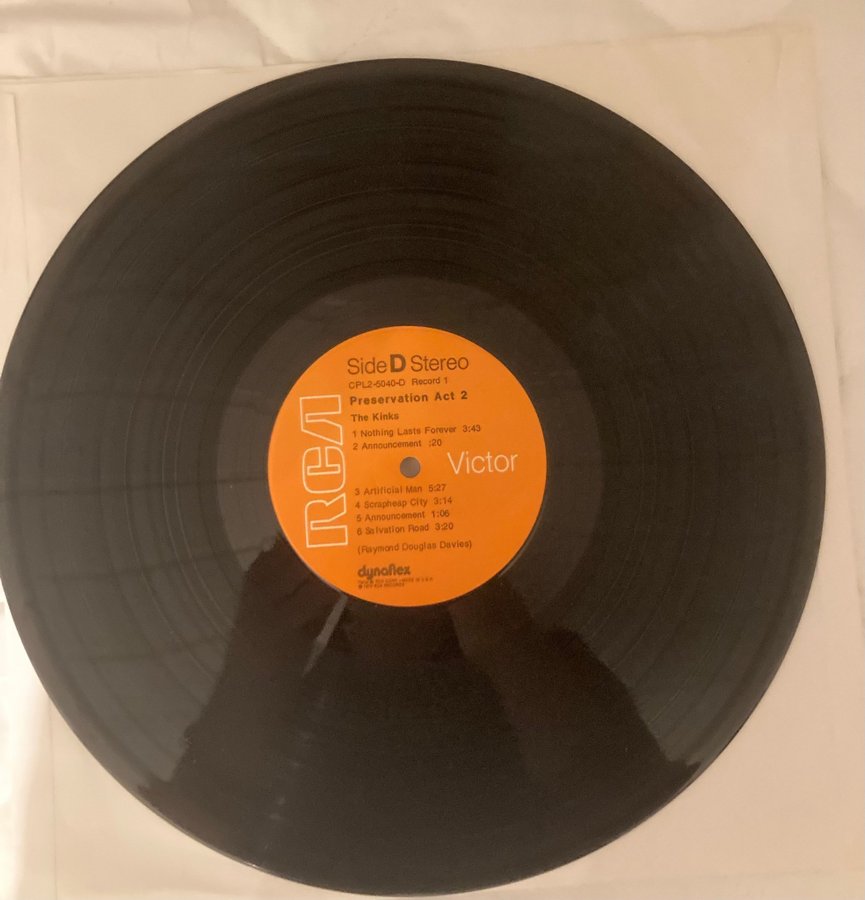 Side D Stereo
CPL2-5040-D Record 1
Preservation Act 2
The Kinks
1 Nothing Lasts Forever 3:43
2 Announcement :20
RCA
Victor
3 Artificial Man 5:27
4 Scrapheap City 3:14
5 Announcement 1:06
6 Salvation Road 3:20
(Raymond Douglas Davies)
dynaflex